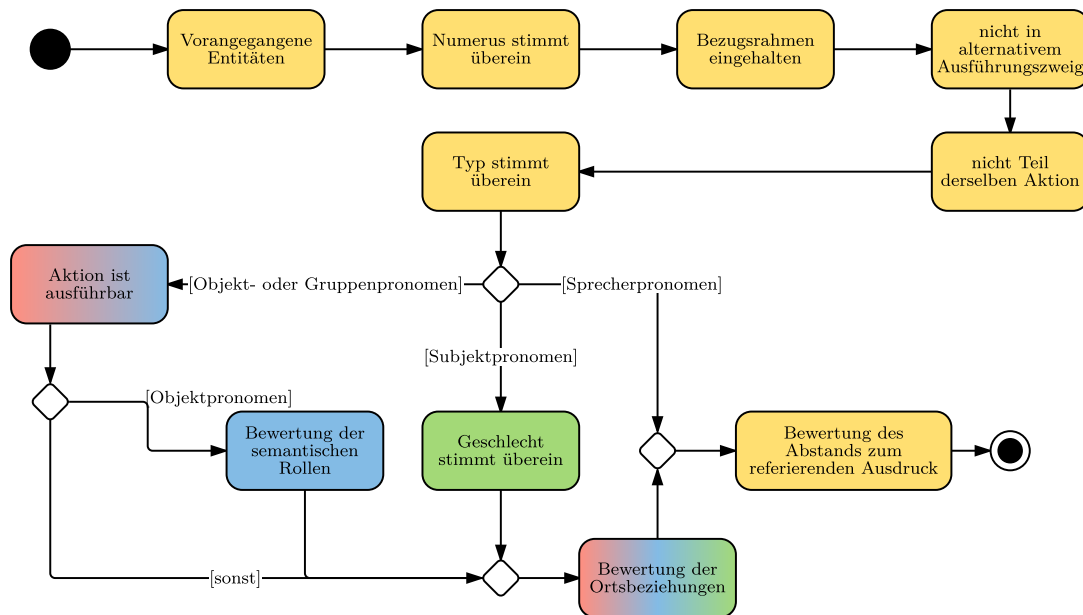 Vorangegangene
Entitäten
Numerus stimmt
überein
Bezugsrahmen
eingehalten
nicht in
alternativem
Ausführungszweig
Typ stimmt
überein
nicht Teil
derselben Aktion
Aktion ist
ausführbar
[Objekt- oder Gruppenpronomen]
[Sprecherpronomen]
[Subjektpronomen]
[Objektpronomen]
Bewertung der
semantischen
Rollen
Geschlecht
stimmt überein
Bewertung des
Abstands zum
referierenden Ausdruck
[sonst]
Bewertung der
Ortsbeziehungen